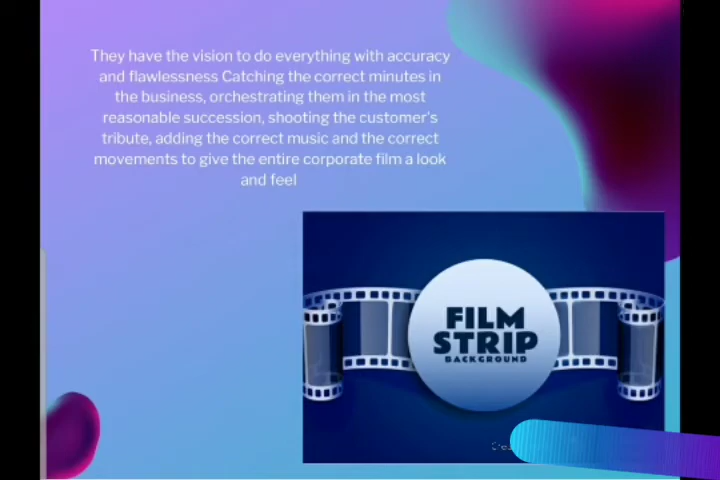 They have the vision to do everything with accuracy
and flawlessness Catching the correct minutes in
the business, orchestrating them in the most
reasonable succession, shooting the customer's
tribute, adding the correct music and the correct
movements to give the entire corporate film a look
and feel
FILM
STRIP
BACKGROUND